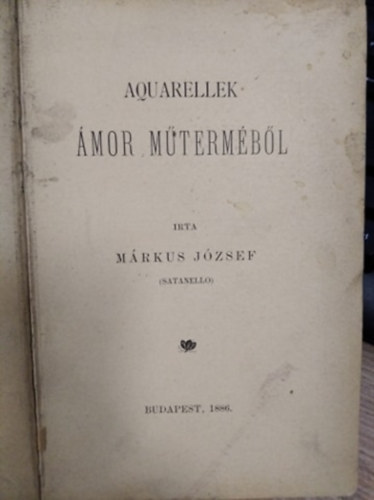 AQUARELLEK
ÁMOR MŰTERMÉBŐL
IRTA
MÁRKUS JÓZSEF
(SATANELLO)
BUDAPEST, 1886.